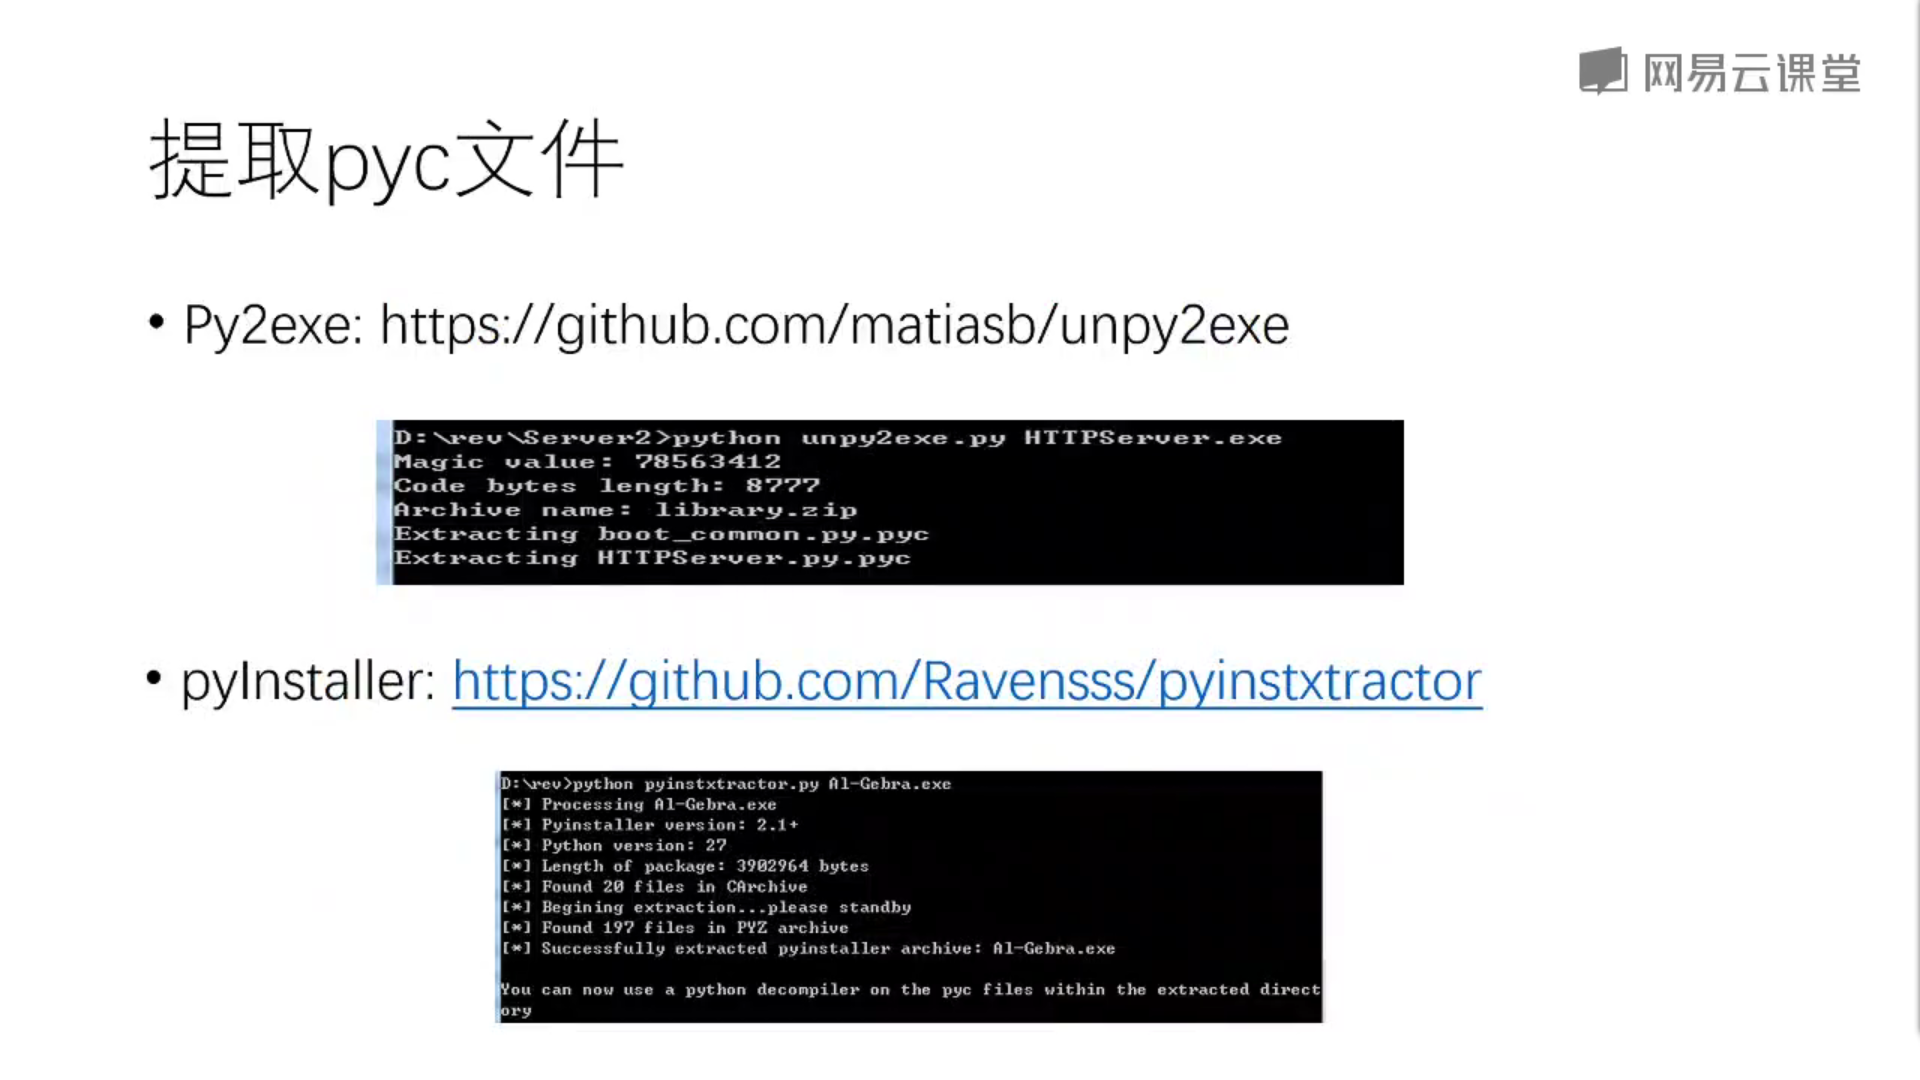 网易云课堂
提取pyc文件
• Py2exe: https://github.com/matiasb/unpy2exe
D:\rev\Server2>python unpy2exe.py HTTPServer.exe
Magic value: 78563412
Code bytes length: 8777
Archive name: library.zip
Extracting boot_common.py.pyc
Extracting HTTPServer.py.pyc
• pyInstaller: https://github.com/Ravensss/pyinstxtractor
D:\rev>python pyinstxtractor.py Al-Gebra.exe
[*] Processing Al-Gebra.exe
[*] Pyinstaller version: 2.1+
[*] Python version: 27
[*] Length of package: 3902964 bytes
[*] Found 20 files in CArchive
[*] Begining extraction...please standby
[*] Found 197 files in PYZ archive
[*] Successfully extracted pyinstaller archive: Al-Gebra.exe
You can now use a python decompiler on the pyc files within the extracted direct
ory